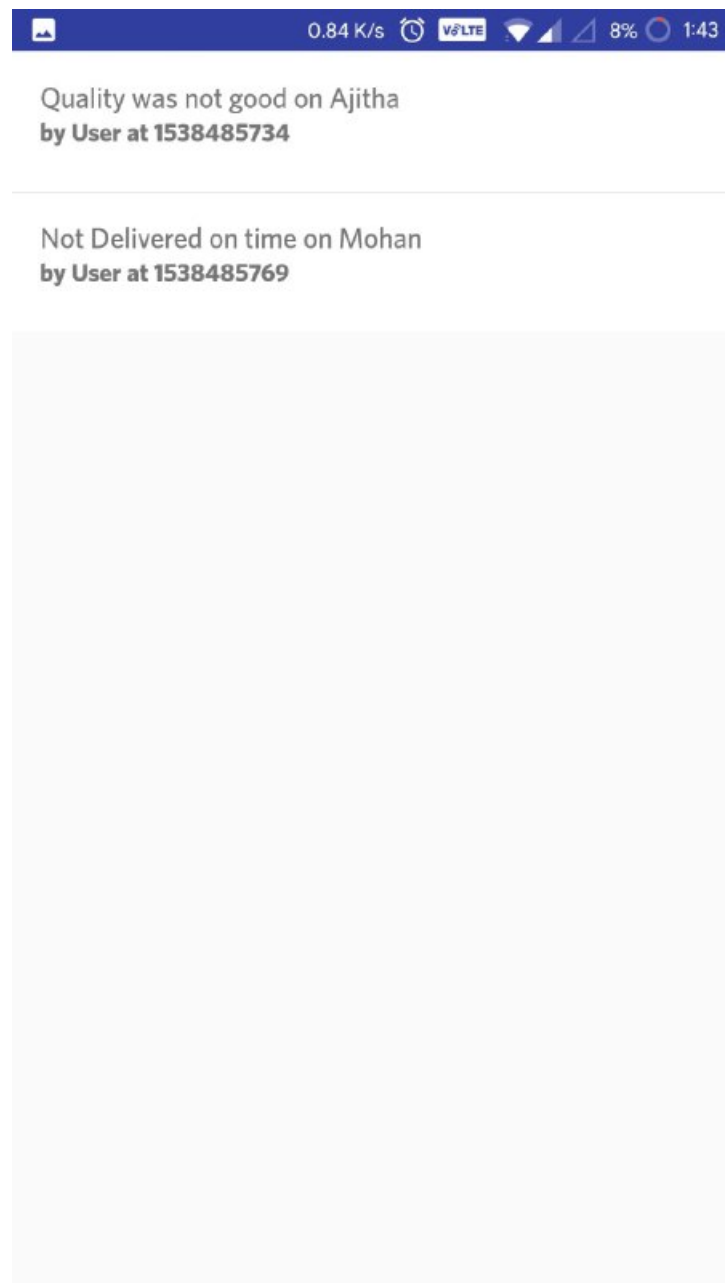 0.84 K/s VoLTE 8% 1:43
Quality was not good on Ajitha
by User at 1538485734
Not Delivered on time on Mohan
by User at 1538485769